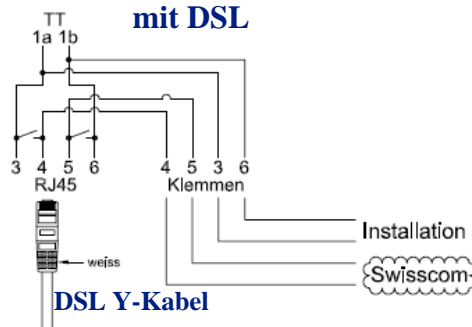 mit DSL
TT
1a 1b
3 4 5 6
RJ45
4 5 3 6
Klemmen
Installation
Swisscom
weiss
DSL Y-Kabel